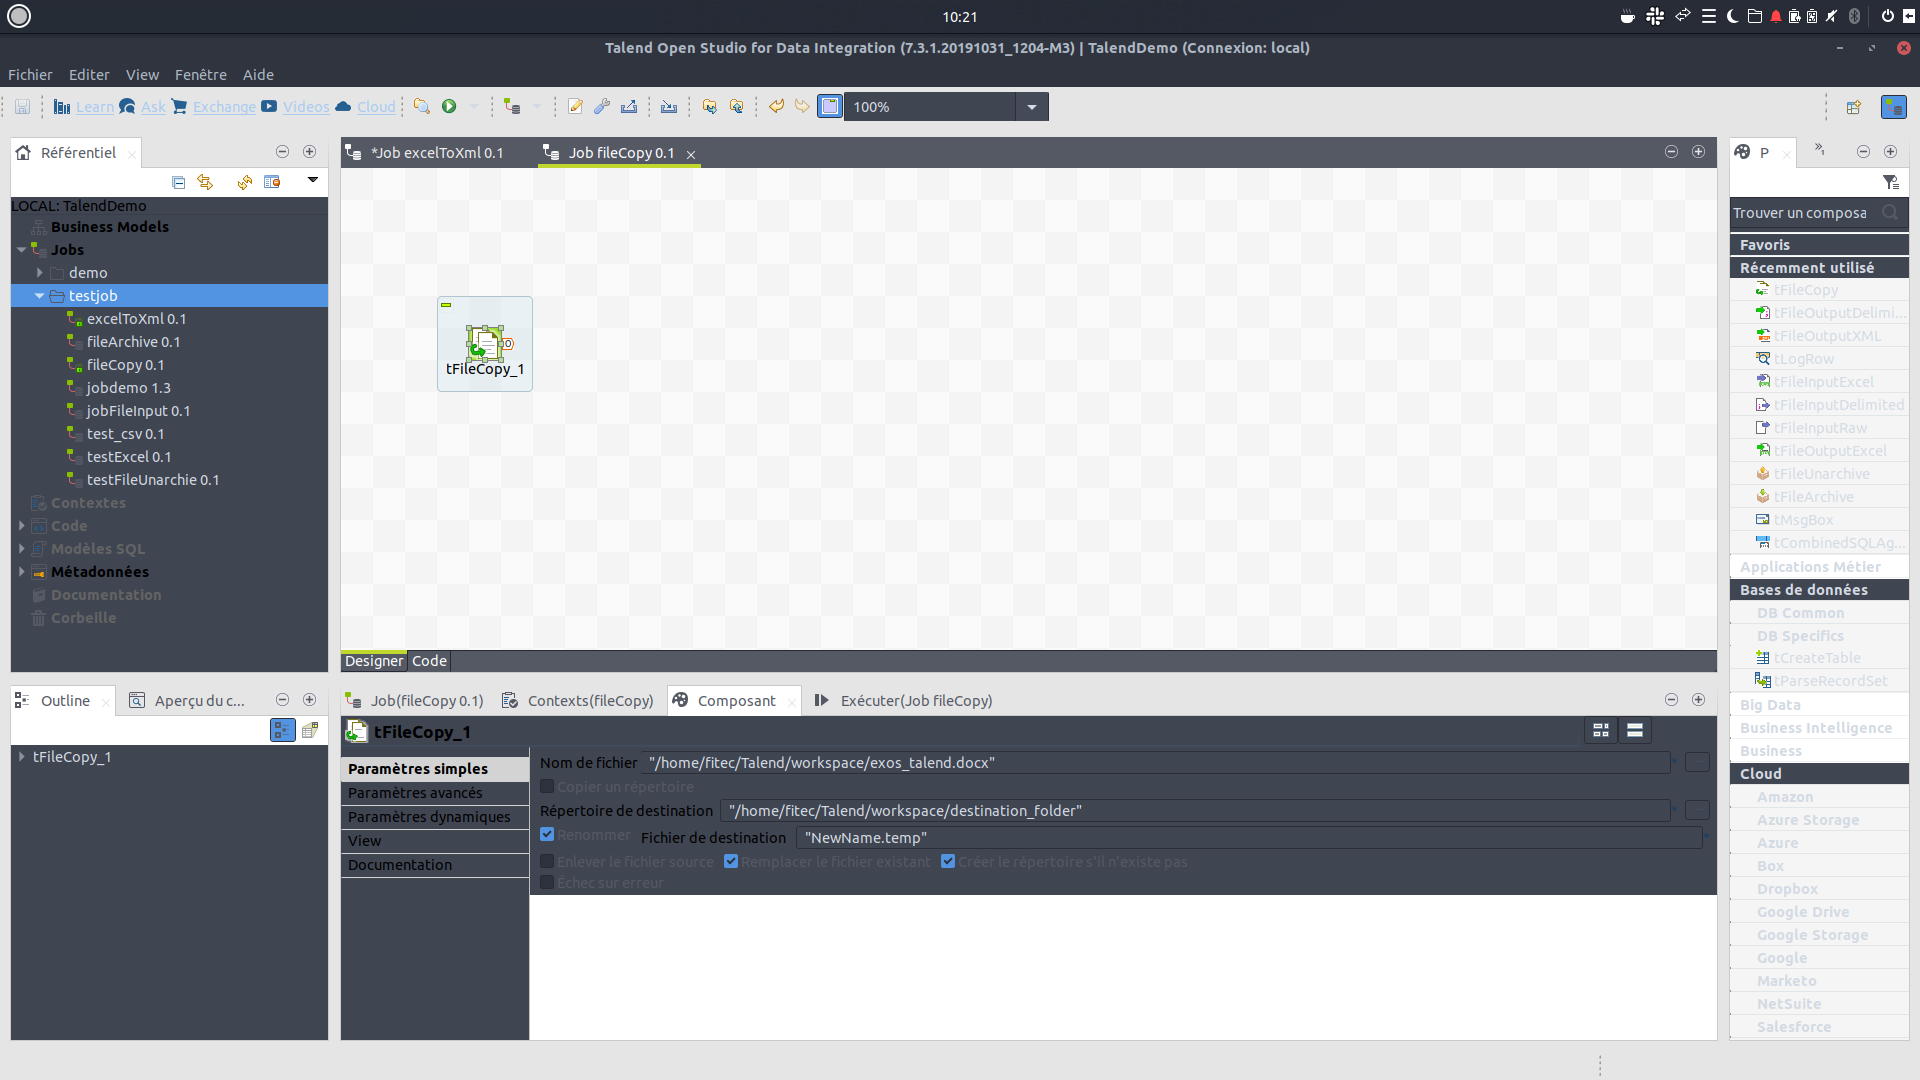 10:21
Talend Open Studio for Data Integration (7.3.1.20191031_1204-M3) | TalendDemo (Connexion: local)
Fichier Editer View Fenêtre Aide
Learn Ask Exchange Videos Cloud 100%
Référentiel
LOCAL: TalendDemo
Business Models
Jobs
demo
testjob
excelToXml 0.1
fileArchive 0.1
fileCopy 0.1
jobdemo 1.3
jobFileInput 0.1
test_csv 0.1
testExcel 0.1
testFileUnarchie 0.1
Contextes
Code
Modèles SQL
Métadonnées
Documentation
Corbeille
*Job excelToXml 0.1
Job fileCopy 0.1
tFileCopy_1
Designer Code
P
Trouver un composa
Favoris
Récemment utilisé
tFileCopy
tFileOutputDelimi...
tFileOutputXML
tLogRow
tFileInputExcel
tFileInputDelimited
tFileInputRaw
tFileOutputExcel
tFileUnarchive
tFileArchive
tMsgBox
tCombinedSQLAg...
Applications Métier
Bases de données
DB Common
DB Specifics
tCreateTable
tParseRecordSet
Big Data
Business Intelligence
Business
Cloud
Amazon
Azure Storage
Azure
Box
Dropbox
Google Drive
Google Storage
Google
Marketo
NetSuite
Salesforce
Outline
Aperçu du c...
tFileCopy_1
Job(fileCopy 0.1)
Contexts(fileCopy)
Composant
Exécuter(Job fileCopy)
tFileCopy_1
Paramètres simples
Paramètres avancés
Paramètres dynamiques
View
Documentation
Nom de fichier "/home/fitec/Talend/workspace/exos_talend.docx"
Copier un répertoire
Répertoire de destination "/home/fitec/Talend/workspace/destination_folder"
Renommer Fichier de destination "NewName.temp"
Enlever le fichier source Remplacer le fichier existant Créer le répertoire s'il n'existe pas
Échec sur erreur